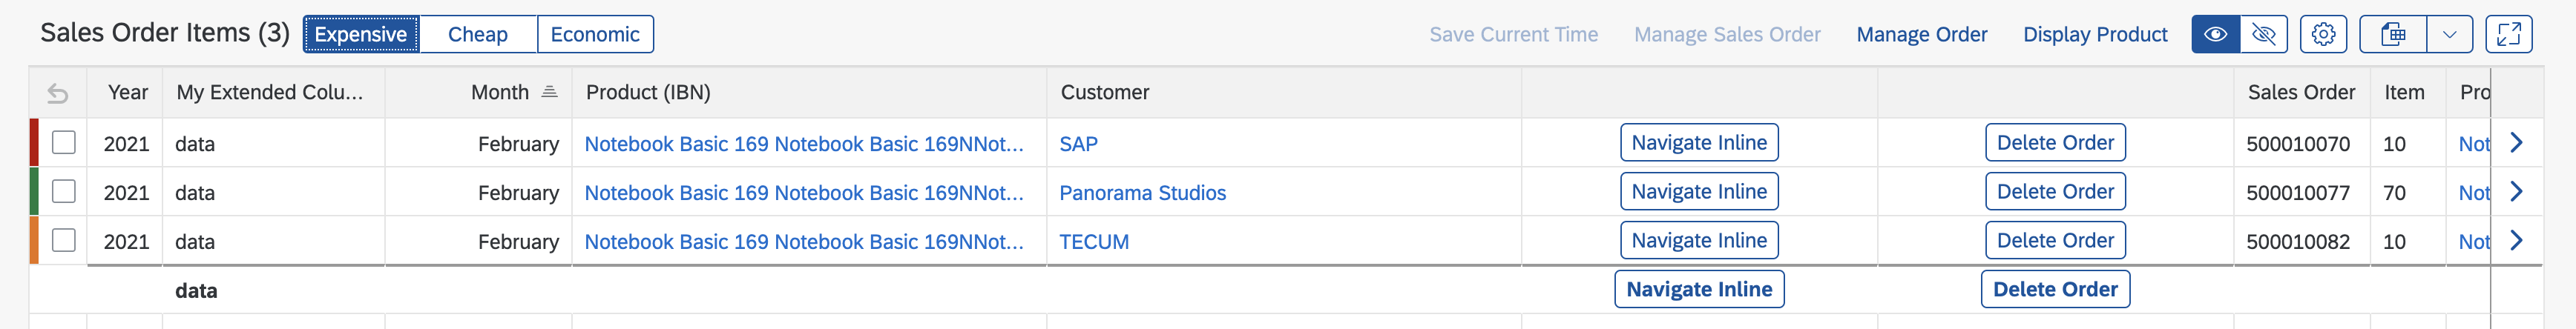 Sales Order Items (3) Expensive Cheap Economic Save Current Time Manage Sales Order Manage Order Display Product
Year My Extended Colu... Month Product (IBN) Customer Sales Order Item Pro
2021 data February Notebook Basic 169 Notebook Basic 169NNot... SAP Navigate Inline Delete Order 500010070 10 Not
2021 data February Notebook Basic 169 Notebook Basic 169NNot... Panorama Studios Navigate Inline Delete Order 500010077 70 Not
2021 data February Notebook Basic 169 Notebook Basic 169NNot... TECUM Navigate Inline Delete Order 500010082 10 Not
data Navigate Inline Delete Order